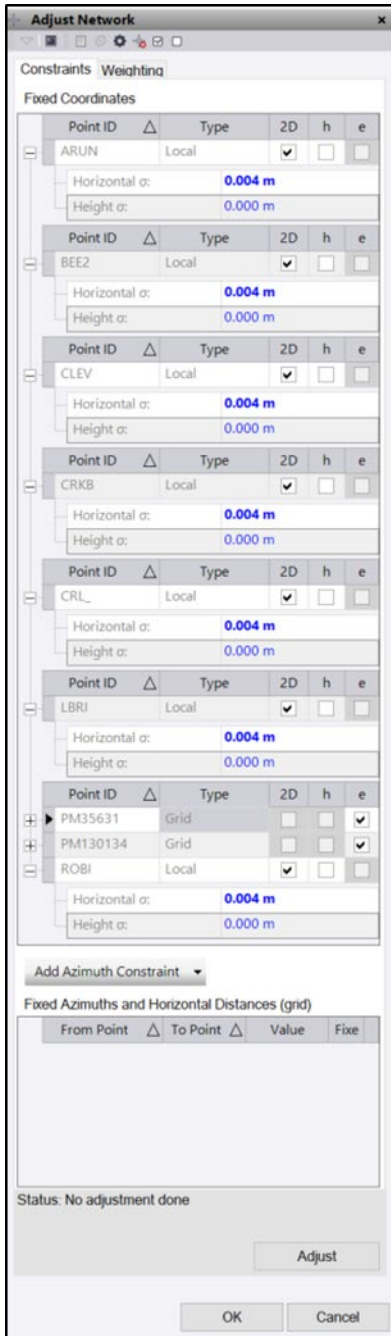 Adjust Network
Constraints Weighting
Fixed Coordinates
Point ID Type 2D h e
ARUN Local
Horizontal σ: 0.004 m
Height σ: 0.000 m
Point ID Type 2D h e
BEE2 Local
Horizontal σ: 0.004 m
Height σ: 0.000 m
Point ID Type 2D h e
CLEV Local
Horizontal σ: 0.004 m
Height σ: 0.000 m
Point ID Type 2D h e
CRKB Local
Horizontal σ: 0.004 m
Height σ: 0.000 m
Point ID Type 2D h e
CRL_ Local
Horizontal σ: 0.004 m
Height σ: 0.000 m
Point ID Type 2D h e
LBRI Local
Horizontal σ: 0.004 m
Height σ: 0.000 m
Point ID Type 2D h e
PM35631 Grid
PM130134 Grid
ROBI Local
Horizontal σ: 0.004 m
Height σ: 0.000 m
Add Azimuth Constraint
Fixed Azimuths and Horizontal Distances (grid)
From Point To Point Value Fixe
Status: No adjustment done
Adjust
OK Cancel